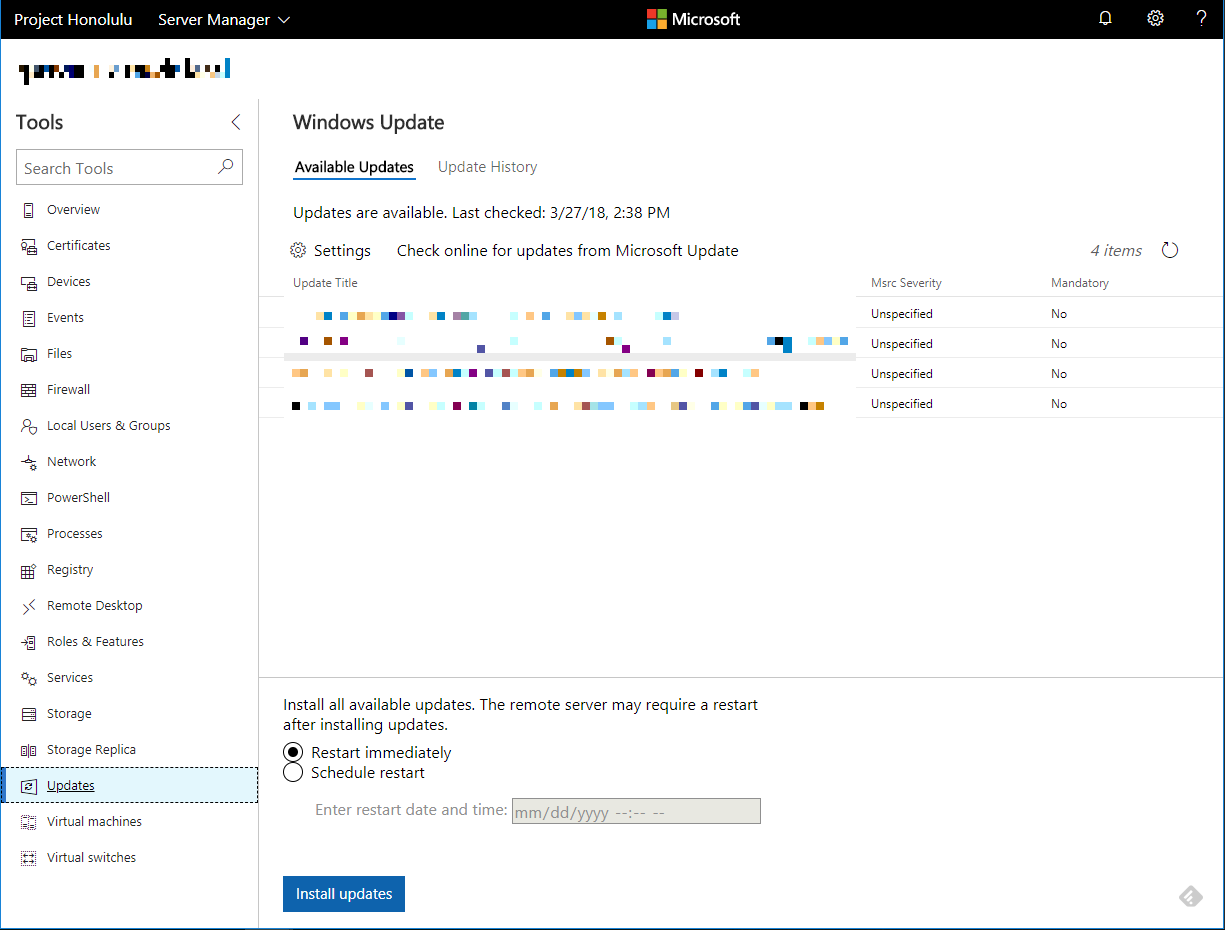 Project Honolulu Server Manager Microsoft ?
Tools
Search Tools
Overview
Certificates
Devices
Events
Files
Firewall
Local Users & Groups
Network
PowerShell
Processes
Registry
Remote Desktop
Roles & Features
Services
Storage
Storage Replica
Updates
Virtual machines
Virtual switches
Windows Update
Available Updates Update History
Updates are available. Last checked: 3/27/18, 2:38 PM
Settings Check online for updates from Microsoft Update 4 items
Update Title Msrc Severity Mandatory
Unspecified No
Unspecified No
Unspecified No
Unspecified No
Install all available updates. The remote server may require a restart
after installing updates.
Restart immediately
Schedule restart
Enter restart date and time: mm/dd/yyyy --:-- --
Install updates